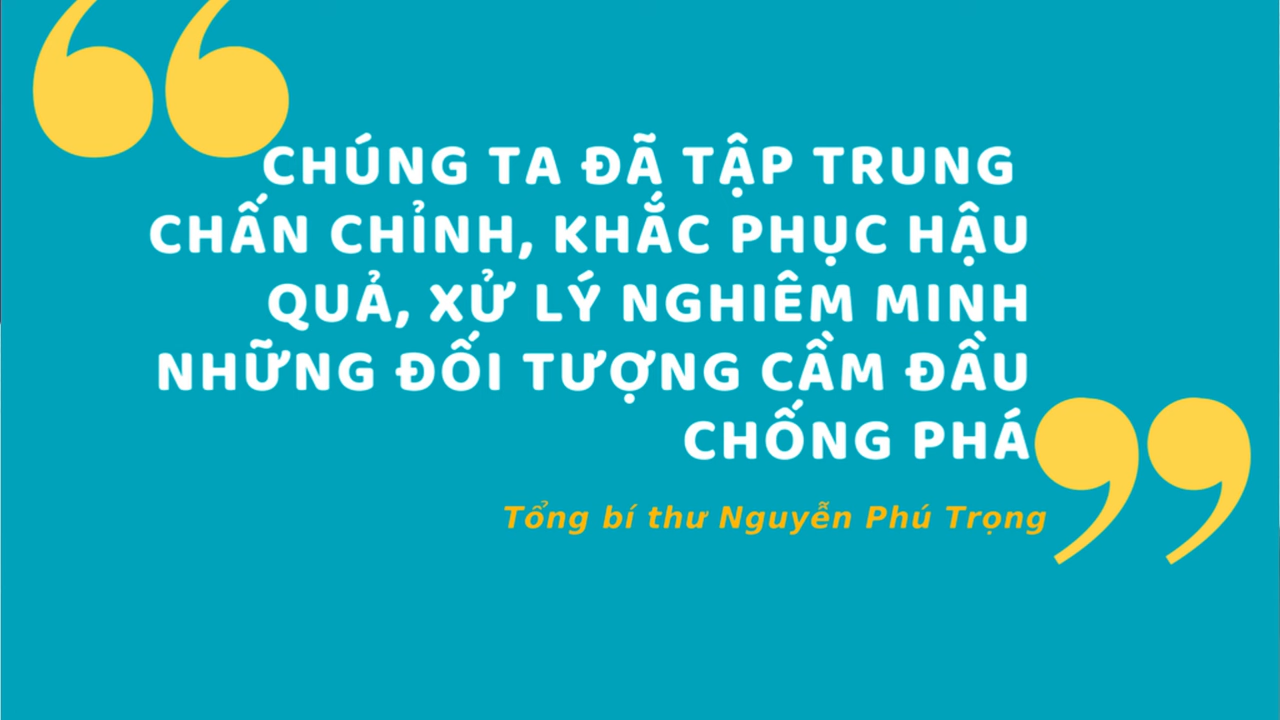 CHÚNG TA ĐÃ TẬP TRUNG
CHẤN CHỈNH, KHẮC PHỤC HẬU
QUẢ, XỬ LÝ NGHIÊM MINH
NHỮNG ĐỐI TƯỢNG CẦM ĐẦU
CHỐNG PHÁ
Tổng bí thư Nguyễn Phú Trọng